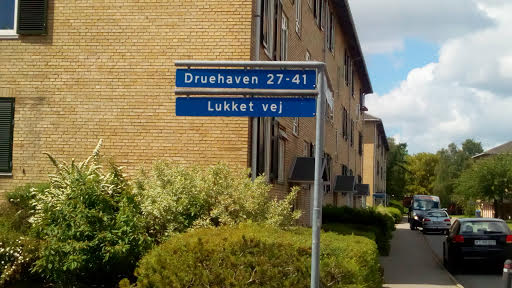 Druehaven 27-41
Lukket vej